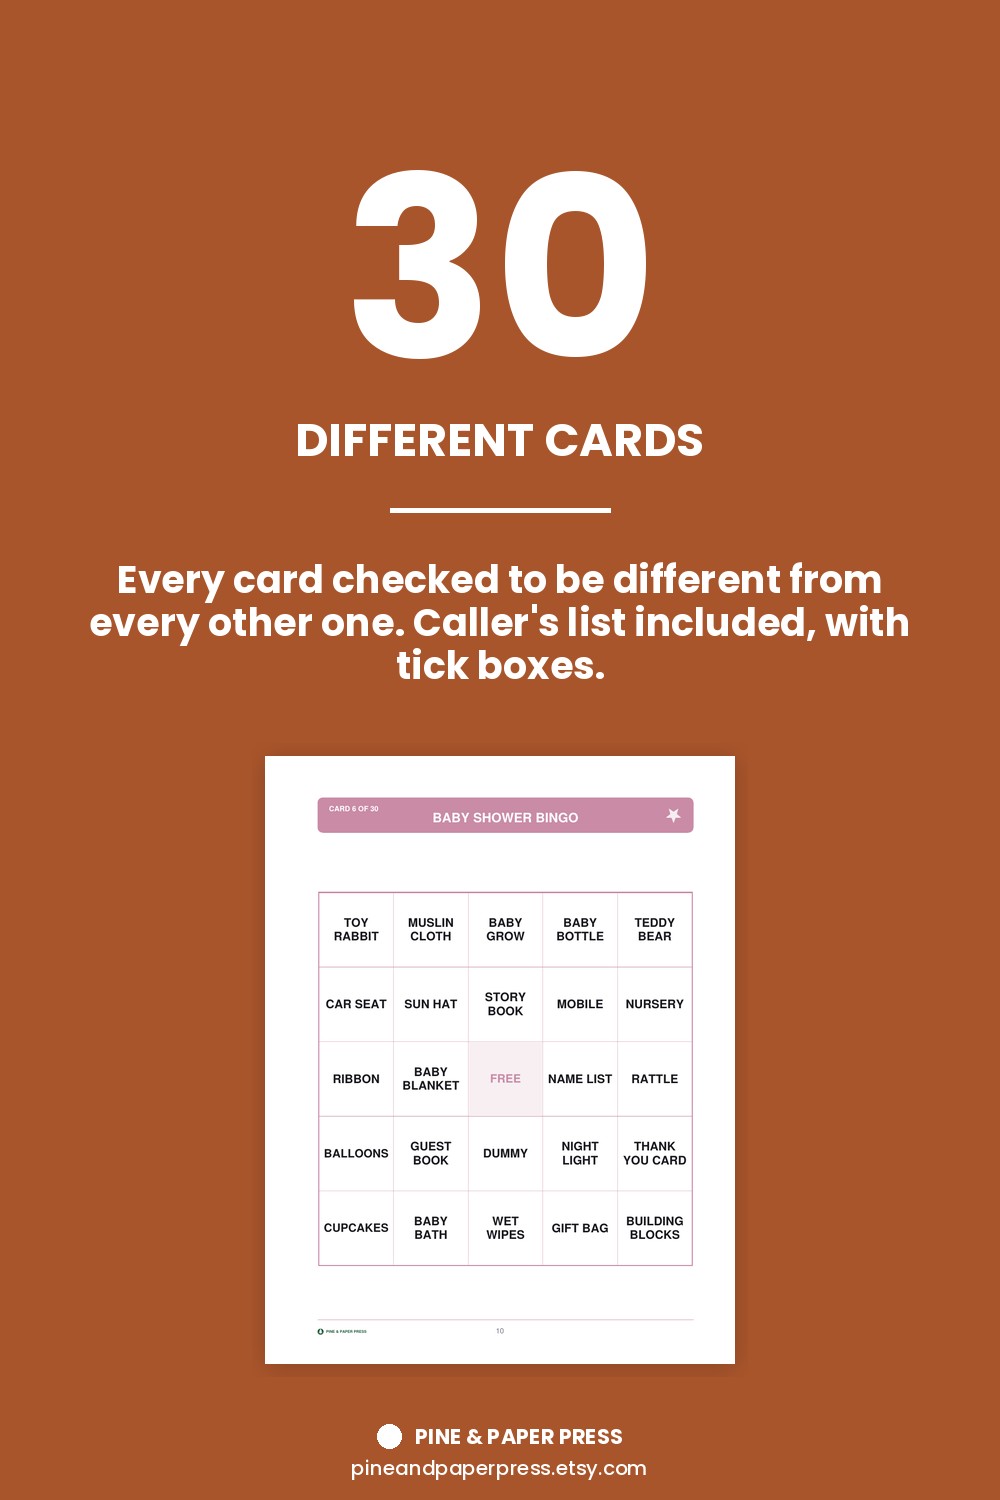 30
DIFFERENT CARDS
Every card checked to be different from
every other one. Caller's list included, with
tick boxes.
CARD 6 OF 30
BABY SHOWER BINGO
TOY RABBIT
MUSLIN CLOTH
BABY GROW
BABY BOTTLE
TEDDY BEAR
CAR SEAT
SUN HAT
STORY BOOK
MOBILE
NURSERY
RIBBON
BABY BLANKET
FREE
NAME LIST
RATTLE
BALLOONS
GUEST BOOK
DUMMY
NIGHT LIGHT
THANK YOU CARD
CUPCAKES
BABY BATH
WET WIPES
GIFT BAG
BUILDING BLOCKS
PINE & PAPER PRESS
10
PINE & PAPER PRESS
pineandpaperpress.etsy.com